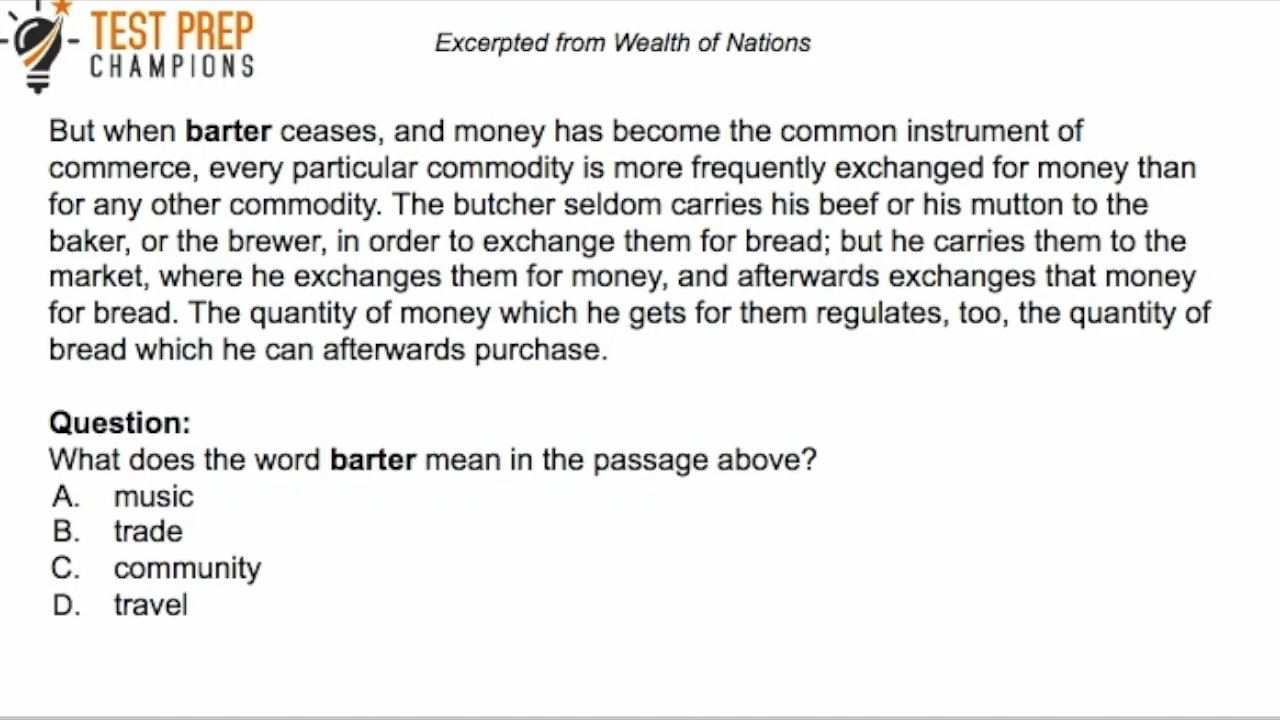 TEST PREP
CHAMPIONS
Excerpted from Wealth of Nations
But when barter ceases, and money has become the common instrument of
commerce, every particular commodity is more frequently exchanged for money than
for any other commodity. The butcher seldom carries his beef or his mutton to the
baker, or the brewer, in order to exchange them for bread; but he carries them to the
market, where he exchanges them for money, and afterwards exchanges that money
for bread. The quantity of money which he gets for them regulates, too, the quantity of
bread which he can afterwards purchase.
Question:
What does the word barter mean in the passage above?
A. music
B. trade
C. community
D. travel